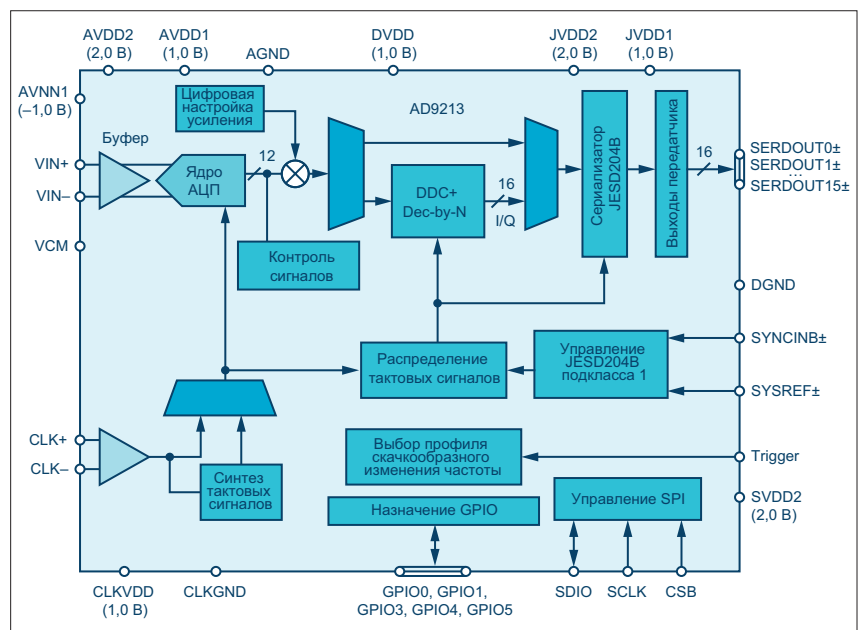 AVDD2
(2,0 В)
AVDD1
(1,0 В)
AGND
DVDD
(1,0 В)
JVDD2
(2,0 В)
JVDD1
(1,0 В)
AVNN1
(–1,0 В)
Цифровая
настройка
усиления
AD9213
Буфер
VIN+
VIN–
Ядро
АЦП
12
DDC+
Dec-by-N
16
I/Q
Сериализатор
JESD204B
Выходы передатчика
16
SERDOUT0±
SERDOUT1±
...
SERDOUT15±
VCM
Контроль
сигналов
DGND
Распределение
тактовых сигналов
Управление
JESD204B
подкласса 1
SYNCINB±
SYSREF±
CLK+
CLK–
Синтез
тактовых
сигналов
Выбор профиля
скачкообразного
изменения частоты
Trigger
Назначение GPIO
Управление SPI
SVDD2
(2,0 В)
CLKVDD
(1,0 В)
CLKGND
GPIO0, GPIO1,
GPIO3, GPIO4, GPIO5
SDIO
SCLK
CSB